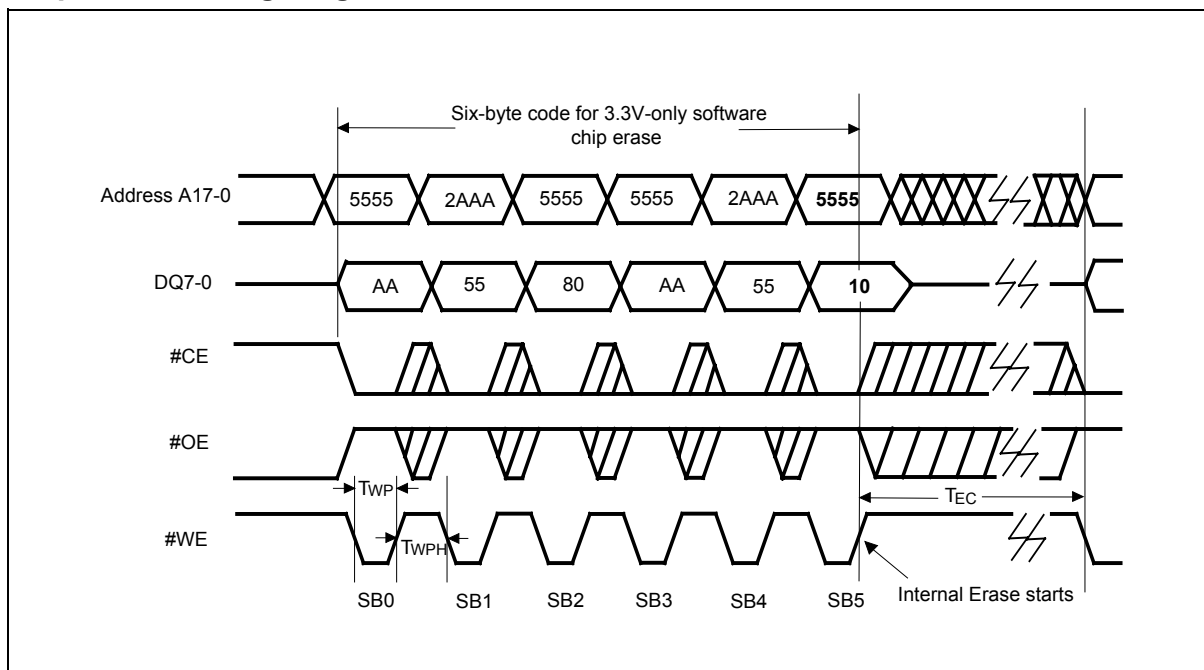 Six-byte code for 3.3V-only software
chip erase
Address A17-0
5555
2AAA
5555
5555
2AAA
5555
DQ7-0
AA
55
80
AA
55
10
#CE
#OE
TWP
TEC
#WE
TWPH
Internal Erase starts
SB0
SB1
SB2
SB3
SB4
SB5